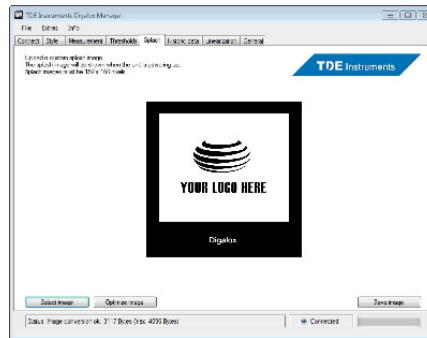 TDE Instruments Digalox Manager
File Extras Info
Connect Style Measurement Thresholds Splash Historic data Linearization General
Upload a custom splash image.
The splash image will be shown when the unit is powering up.
Splash images must be 160 x 160 pixels.
TDE Instruments
YOUR LOGO HERE
Digalox
Select image Optimize image Save image
Status: Image conversion ok. 3117 Bytes (max. 4096 Bytes) Connected